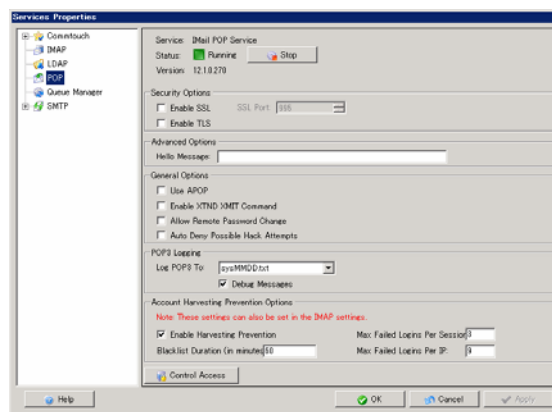 Services Properties
Commtouch
IMAP
LDAP
POP
Queue Manager
SMTP
Service: IMail POP Service
Status: Running Stop
Version: 12.1.0.270
Security Options
Enable SSL SSL Port: 995
Enable TLS
Advanced Options
Hello Message:
General Options
Use APOP
Enable XTND XMIT Command
Allow Remote Password Change
Auto Deny Possible Hack Attempts
POP3 Logging
Log POP3 To: sysMMDD.txt
Debug Messages
Account Harvesting Prevention Options
Note: These settings can also be set in the IMAP settings.
Enable Harvesting Prevention Max Failed Logins Per Session 3
Blacklist Duration (in minutes) Max Failed Logins Per IP: 9
Control Access
Help OK Cancel Apply